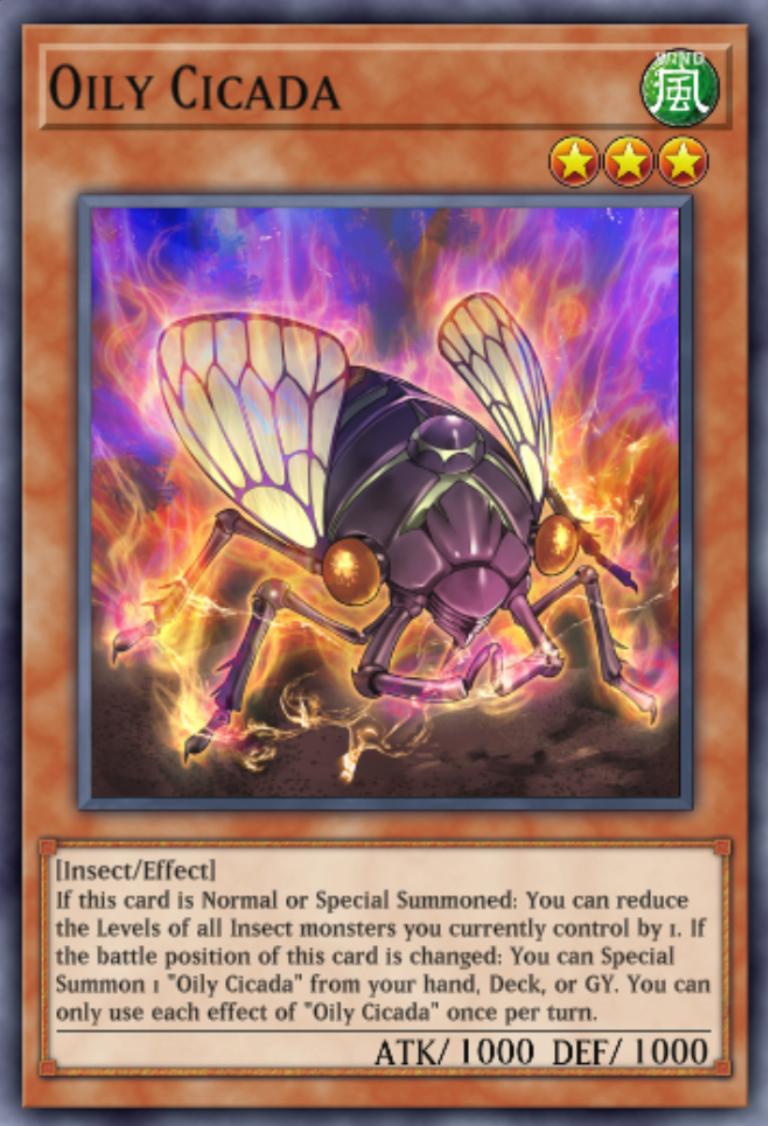 Oily Cicada
WIND
風
[Insect/Effect]
If this card is Normal or Special Summoned: You can reduce
the Levels of all Insect monsters you currently control by 1. If
the battle position of this card is changed: You can Special
Summon 1 "Oily Cicada" from your hand, Deck, or GY. You can
only use each effect of "Oily Cicada" once per turn.
ATK/ 1000 DEF/ 1000